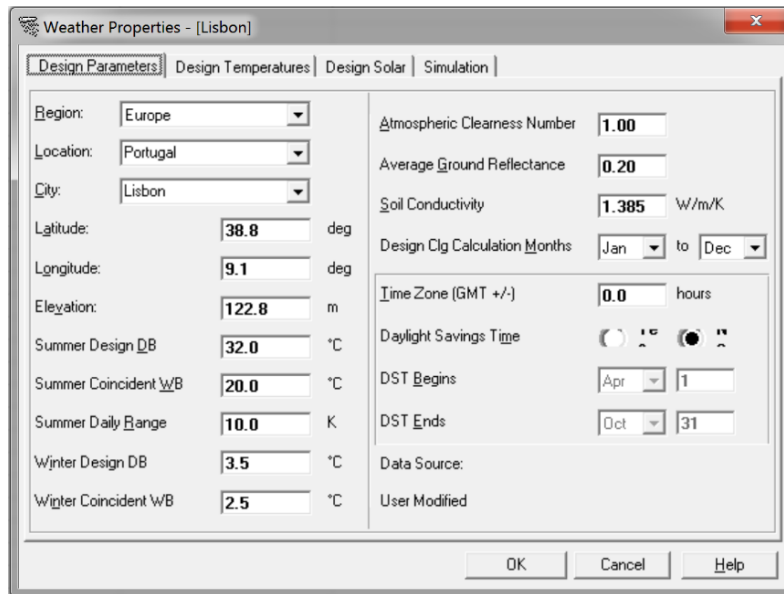 Weather Properties - [Lisbon]
Design Parameters Design Temperatures Design Solar Simulation
Region: Europe
Location: Portugal
City: Lisbon
Latitude: 38.8 deg
Longitude: 9.1 deg
Elevation: 122.8 m
Summer Design DB 32.0 °C
Summer Coincident WB 20.0 °C
Summer Daily Range 10.0 K
Winter Design DB 3.5 °C
Winter Coincident WB 2.5 °C
Atmospheric Clearness Number 1.00
Average Ground Reflectance 0.20
Soil Conductivity 1.385 W/m/K
Design Clg Calculation Months Jan to Dec
Time Zone (GMT +/-) 0.0 hours
Daylight Savings Time
DST Begins Apr 1
DST Ends Oct 31
Data Source:
User Modified
OK Cancel Help